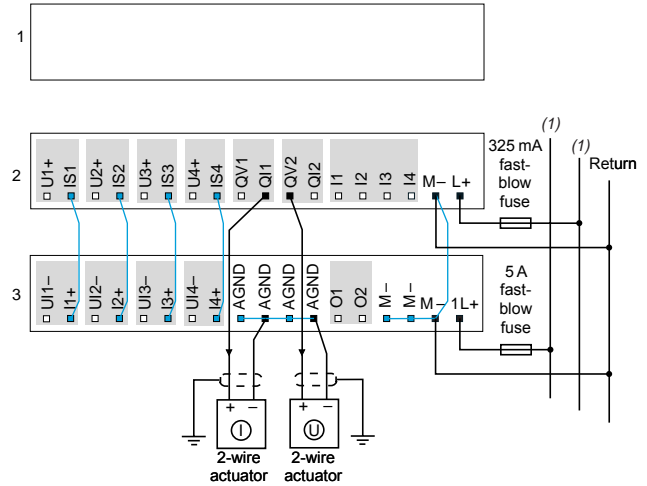 1
(1)
(1)
2
U1+ IS1 U2+ IS2 U3+ IS3 U4+ IS4 QV1 QI1 QV2 QI2 I1 I2 I3 I4 M– L+
325 mA
fast-
blow
fuse
Return
3
UI1– I1+ UI2– I2+ UI3– I3+ UI4– I4+ AGND AGND AGND AGND O1 O2 M– M– M– 1L+
5 A
fast-
blow
fuse
+ – + –
I U
2-wire
actuator
2-wire
actuator